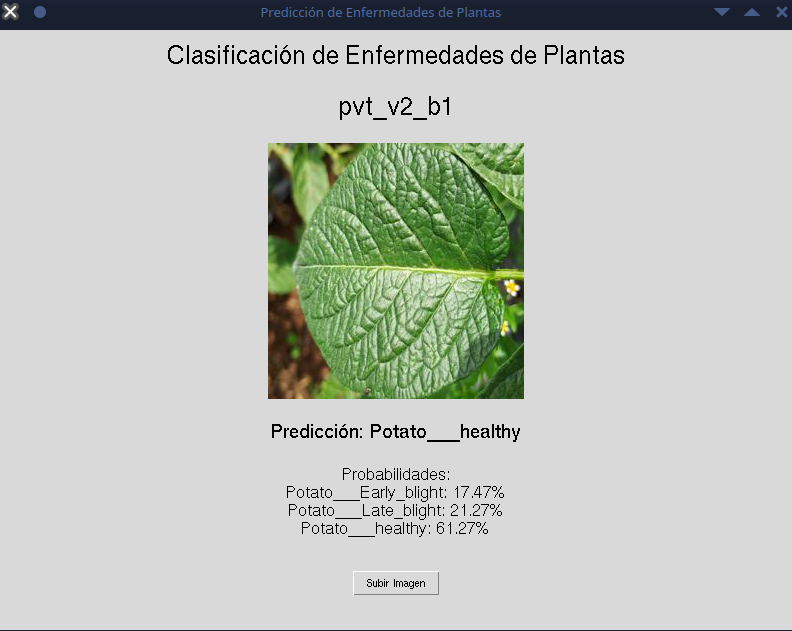 Predicción de Enfermedades de Plantas
Clasificación de Enfermedades de Plantas
pvt_v2_b1
Predicción: Potato___healthy
Probabilidades:
Potato___Early_blight: 17.47%
Potato___Late_blight: 21.27%
Potato___healthy: 61.27%
Subir Imagen